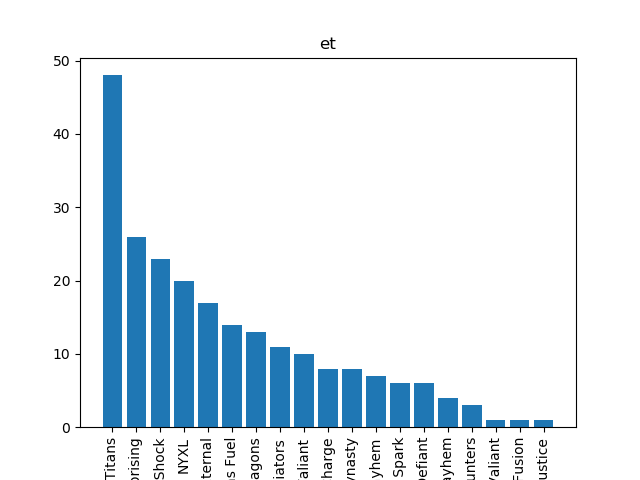 et
50
40
30
20
10
0
Titans
prising
Shock
NYXL
ternal
s Fuel
agons
iators
aliant
harge
ynasty
yhem
Spark
efiant
ayhem
unters
Valiant
Fusion
ustice